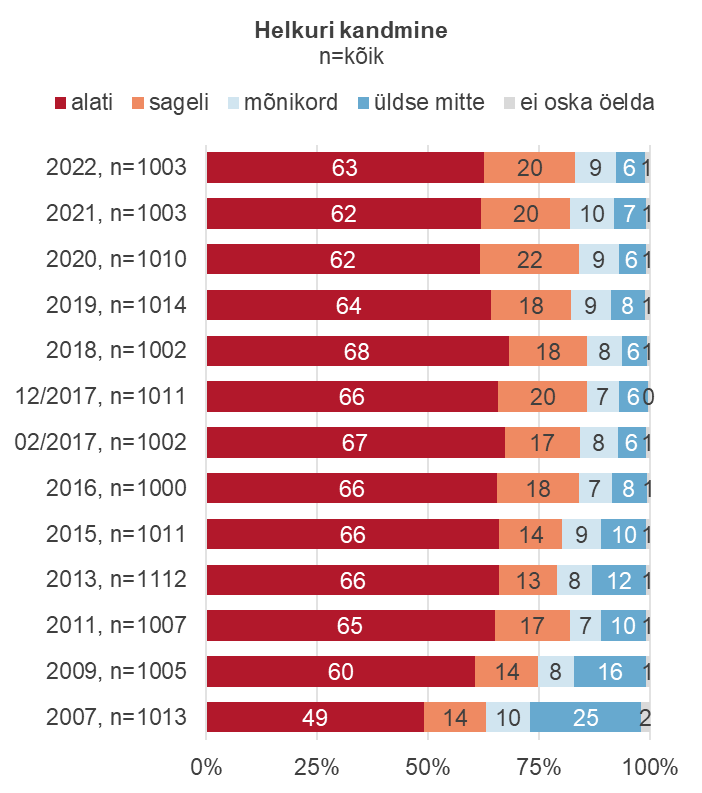 Helkuri kandmine
n=kõik
alati sageli mõnikord üldse mitte ei oska öelda
2022, n=1003 63 20 9 6 1
2021, n=1003 62 20 10 7 1
2020, n=1010 62 22 9 6 1
2019, n=1014 64 18 9 8 1
2018, n=1002 68 18 8 6 1
12/2017, n=1011 66 20 7 6 0
02/2017, n=1002 67 17 8 6 1
2016, n=1000 66 18 7 8 1
2015, n=1011 66 14 9 10 1
2013, n=1112 66 13 8 12 1
2011, n=1007 65 17 7 10 1
2009, n=1005 60 14 8 16 1
2007, n=1013 49 14 10 25 2
0% 25% 50% 75% 100%